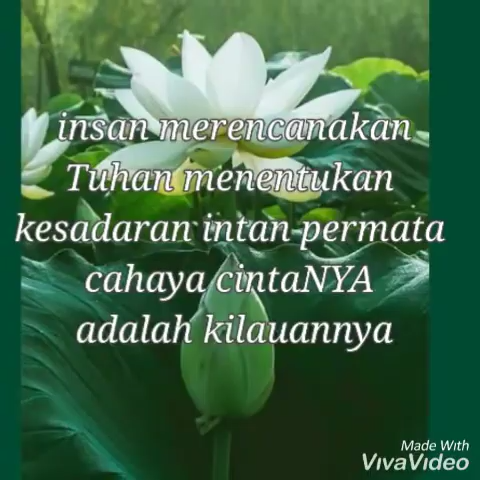 insan merencanakan
Tuhan menentukan
kesadaran intan permata
cahaya cintaNYA
adalah kilauannya
Made With
VivaVideo